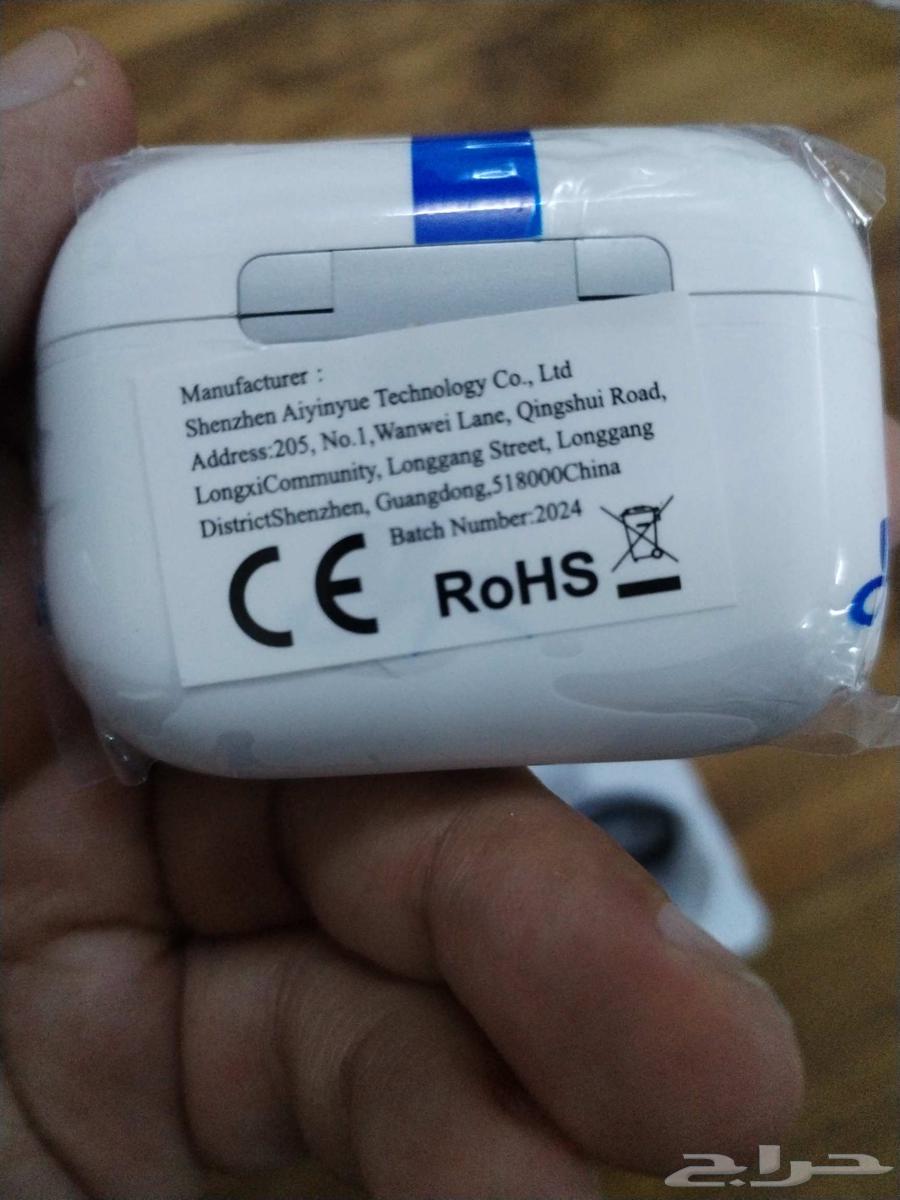 Manufacturer :
Shenzhen Aiyinyue Technology Co., Ltd
Address:205, No.1,Wanwei Lane, Qingshui Road,
LongxiCommunity, Longgang Street, Longgang
DistrictShenzhen, Guangdong,518000China
Batch Number:2024
CE RoHS
حراج